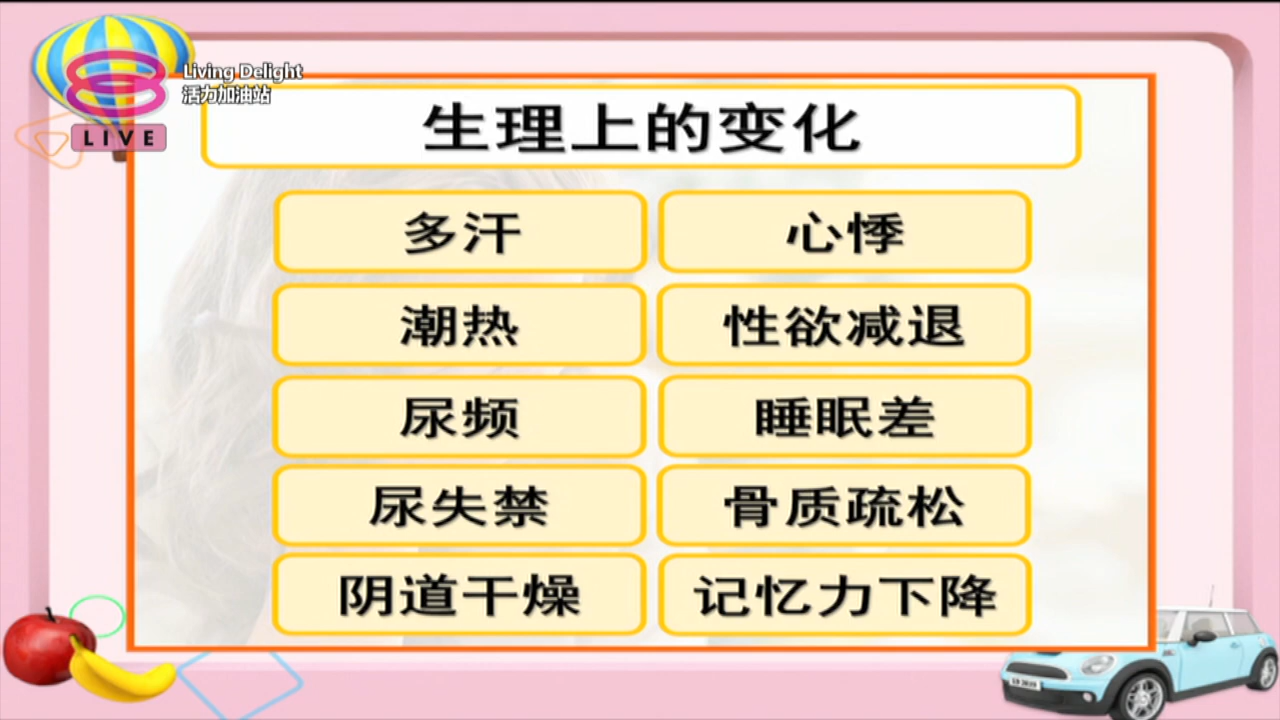 Living Delight
活力加油站
LIVE
生理上的变化
多汗
心悸
潮热
性欲减退
尿频
睡眠差
尿失禁
骨质疏松
阴道干燥
记忆力下降